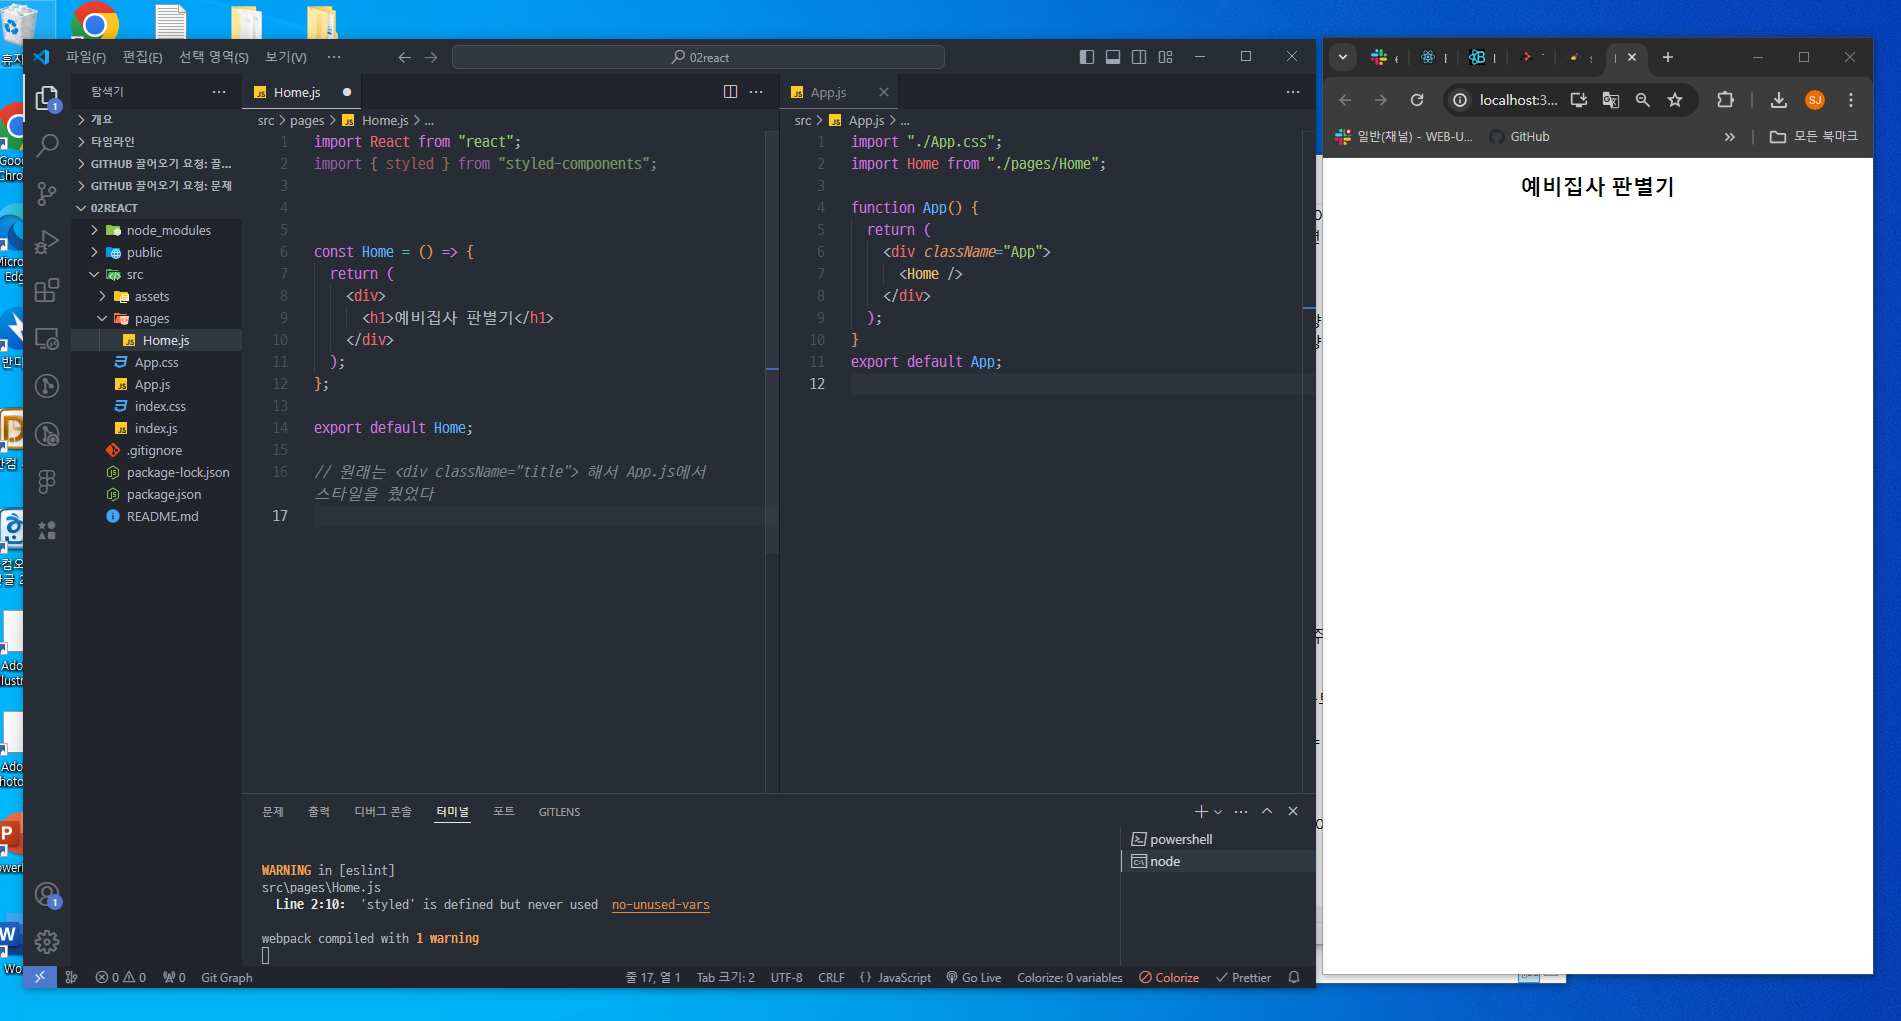 파일(F) 편집(E) 선택 영역(S) 보기(V) ··· 02react
탐색기 ···
개요
타임라인
GITHUB 끌어오기 요청: 끌...
GITHUB 끌어오기 요청: 문제
02REACT
node_modules
public
src
assets
pages
Home.js
App.css
App.js
index.css
index.js
.gitignore
package-lock.json
package.json
README.md
Home.js
src > pages > Home.js > ...
1 import React from "react";
2 import { styled } from "styled-components";
3
4
5
6 const Home = () => {
7 return (
8 <div>
9 <h1>예비집사 판별기</h1>
10 </div>
11 );
12 };
13
14 export default Home;
15
16 // 원래는 <div className="title"> 해서 App.js에서
스타일을 줬었다
17
App.js
src > App.js > ...
1 import "./App.css";
2 import Home from "./pages/Home";
3
4 function App() {
5 return (
6 <div className="App">
7 <Home />
8 </div>
9 );
10 }
11 export default App;
12
문제 출력 디버그 콘솔 터미널 포트 GITLENS
WARNING in [eslint]
src\pages\Home.js
Line 2:10: 'styled' is defined but never used no-unused-vars
webpack compiled with 1 warning
powershell
node
0 0 0 Git Graph 줄 17, 열 1 Tab 크기: 2 UTF-8 CRLF {} JavaScript Go Live Colorize: 0 variables Colorize Prettier
localhost:3... SJ
일반(채널) - WEB-U... GitHub » 모든 북마크
예비집사 판별기